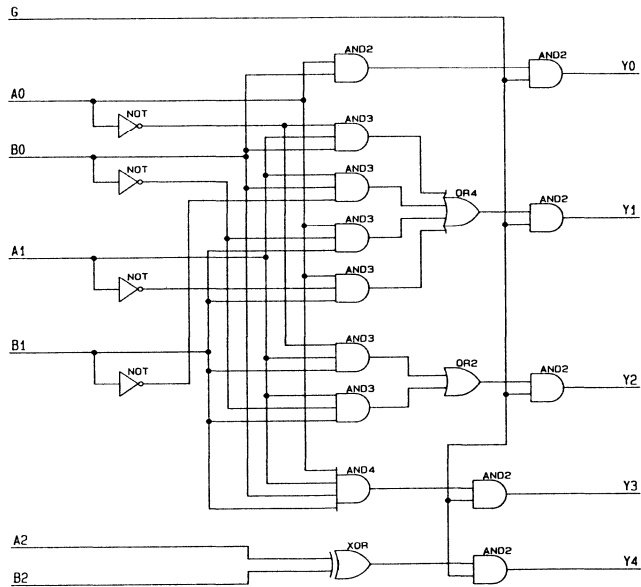 G
AND2
AND2
Y0
A0
NOT
AND3
B0
NOT
AND3
OR4
AND2
Y1
AND3
A1
NOT
AND3
B1
NOT
AND3
OR2
AND2
Y2
AND3
AND4
AND2
Y3
A2
XOR
AND2
Y4
B2